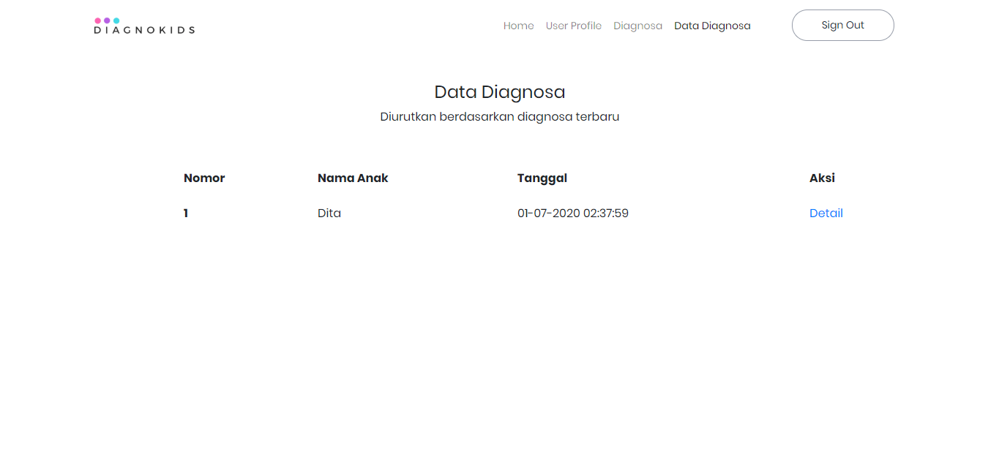 DIAGNOKIDS
Home User Profile Diagnosa Data Diagnosa Sign Out
Data Diagnosa
Diurutkan berdasarkan diagnosa terbaru
Nomor Nama Anak Tanggal Aksi
1 Dita 01-07-2020 02:37:59 Detail